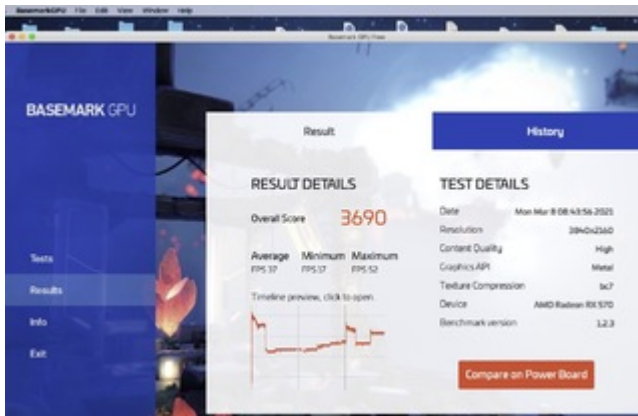 BasemarkGPU File Edit View Window Help
Basemark GPU Free
BASEMARK GPU
Tests
Results
Info
Exit
Result
History
RESULT DETAILS
Overall Score 3690
Average Minimum Maximum
FPS 37 FPS 17 FPS 52
Timeline preview, click to open.
TEST DETAILS
Date Mon Mar 8 08:43:56 2021
Resolution 3840x2160
Content Quality High
Graphics API Metal
Texture Compression bc7
Device AMD Radeon RX 570
Benchmark version 1.2.3
Compare on Power Board